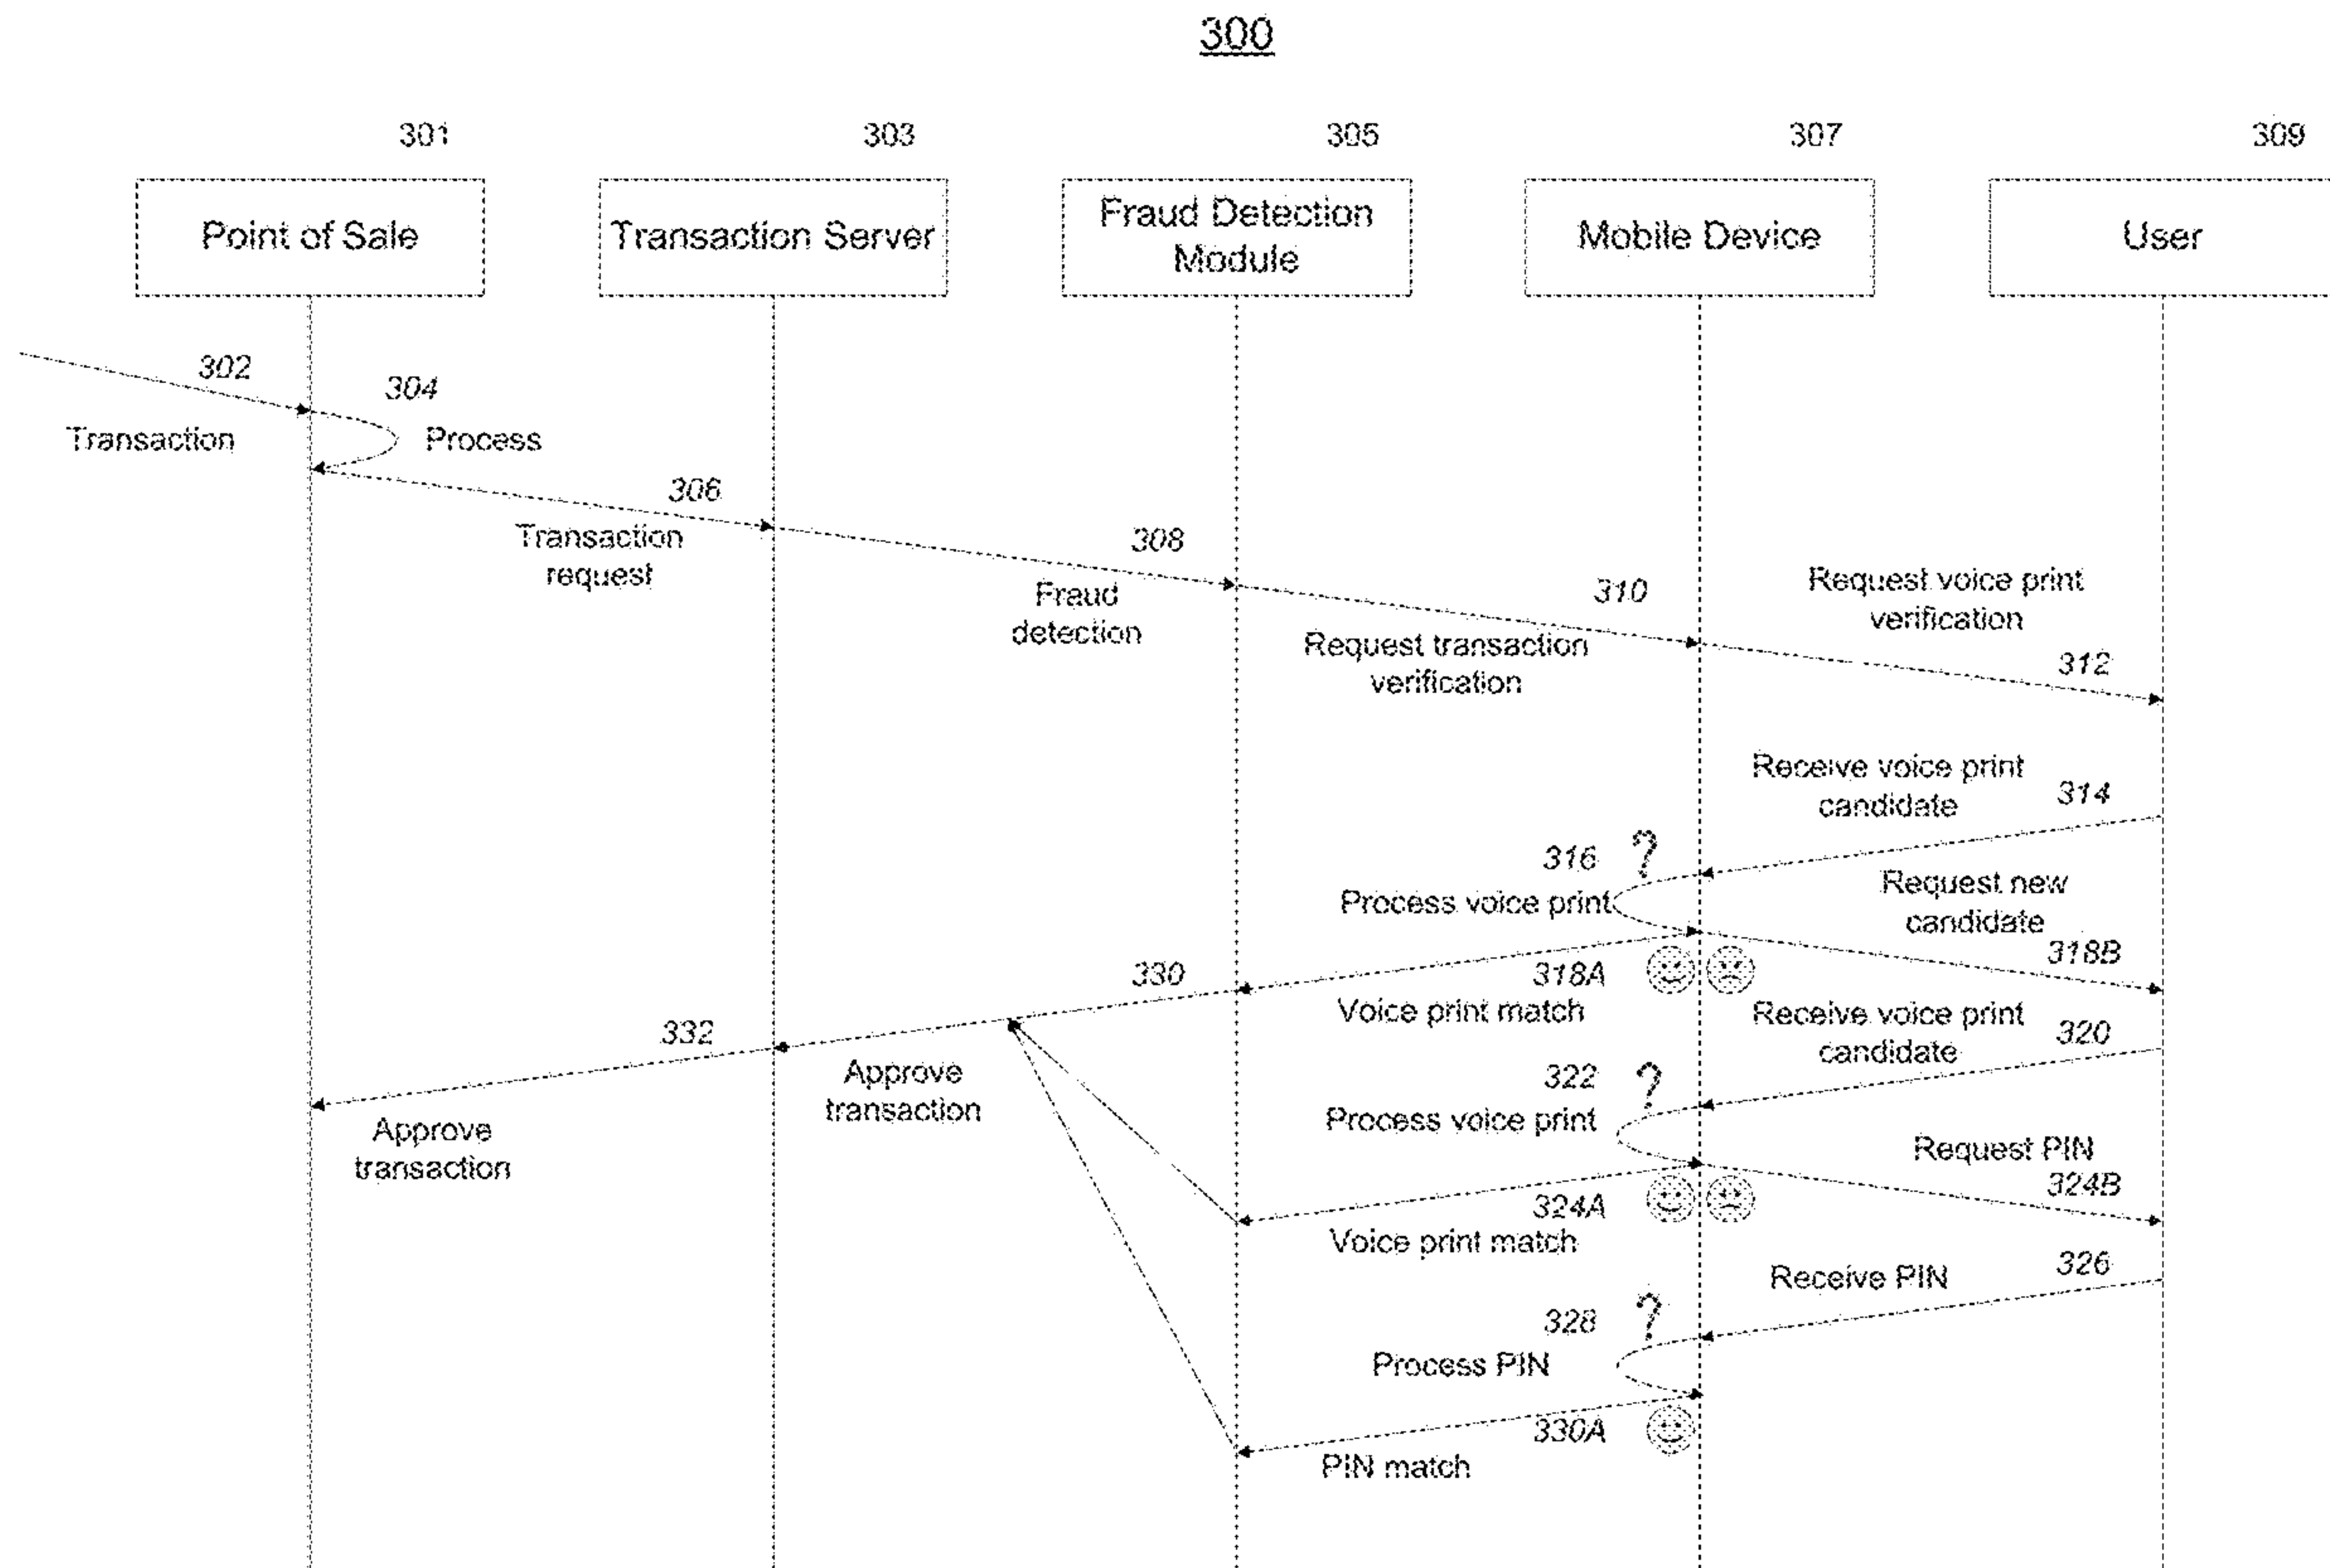 300
301
303
305
307
309
Point of Sale
Transaction Server
Fraud Detection
Module
Mobile Device
User
302
304
Transaction
Process
306
Transaction
request
308
Fraud
detection
310
Request transaction
verification
Request voice print
verification
312
Receive voice print
candidate
314
316
?
Process voice print
Request new
candidate
318B
318A
Voice print match
330
Approve
transaction
332
Approve
transaction
Receive voice print
candidate
320
322
?
Process voice print
Request PIN
324B
324A
Voice print match
Receive PIN
326
328
?
Process PIN
330A
PIN match